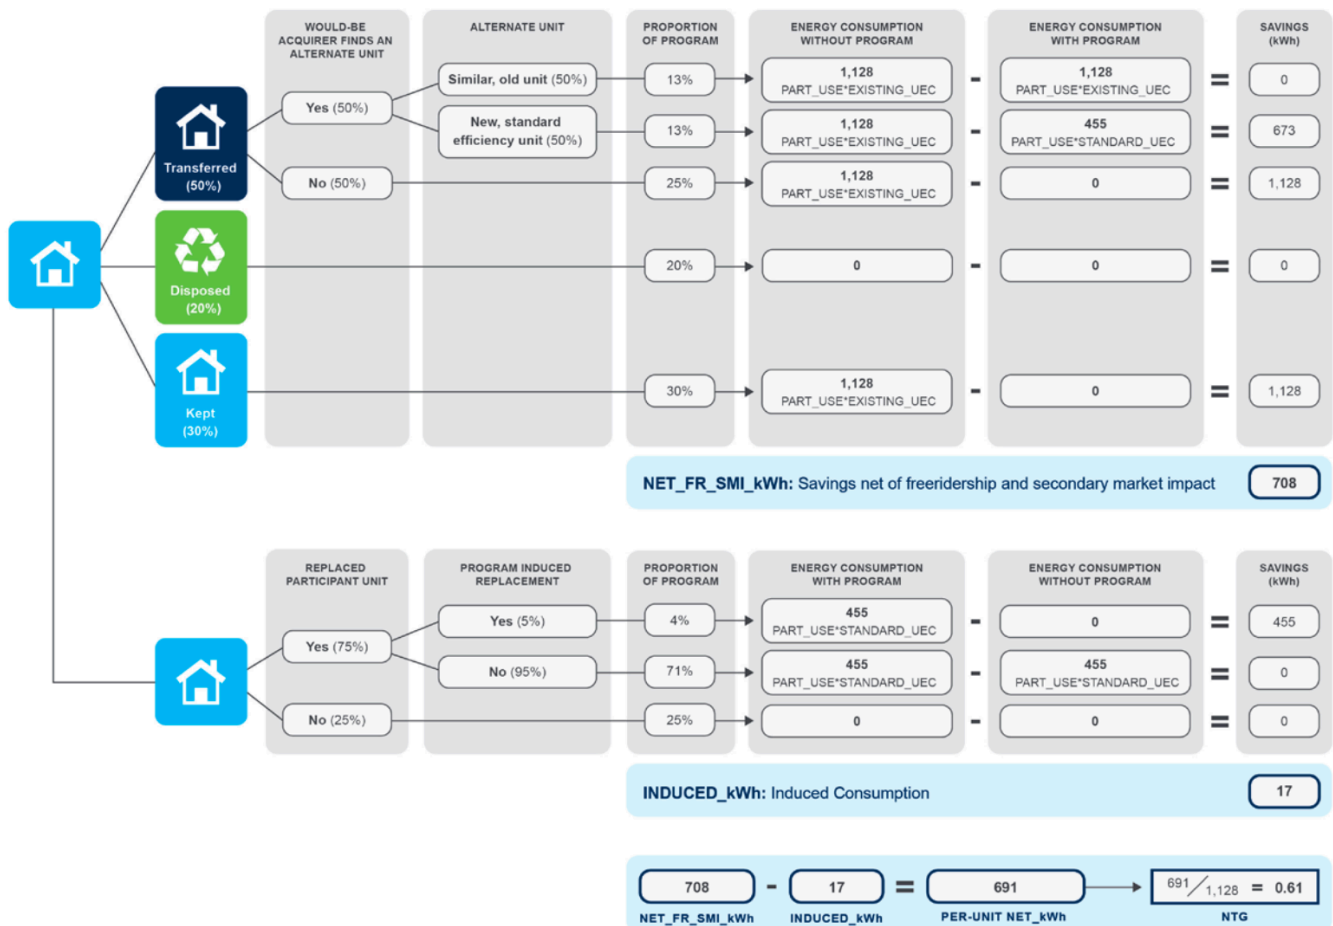 WOULD-BE
ACQUIRER FINDS AN
ALTERNATE UNIT
ALTERNATE UNIT
PROPORTION
OF PROGRAM
ENERGY CONSUMPTION
WITHOUT PROGRAM
ENERGY CONSUMPTION
WITH PROGRAM
SAVINGS
(kWh)
Transferred
(50%)
Yes (50%)
Similar, old unit (50%)
13%
1,128
PART_USE*EXISTING_UEC
-
1,128
PART_USE*EXISTING_UEC
=
0
New, standard
efficiency unit (50%)
13%
1,128
PART_USE*EXISTING_UEC
-
455
PART_USE*STANDARD_UEC
=
673
No (50%)
25%
1,128
PART_USE*EXISTING_UEC
-
0
=
1,128
Disposed
(20%)
20%
0
-
0
=
0
Kept
(30%)
30%
1,128
PART_USE*EXISTING_UEC
-
0
=
1,128
NET_FR_SMI_kWh: Savings net of freeridership and secondary market impact
708
REPLACED
PARTICIPANT UNIT
PROGRAM INDUCED
REPLACEMENT
PROPORTION
OF PROGRAM
ENERGY CONSUMPTION
WITH PROGRAM
ENERGY CONSUMPTION
WITHOUT PROGRAM
SAVINGS
(kWh)
Yes (75%)
Yes (5%)
4%
455
PART_USE*STANDARD_UEC
-
0
=
455
No (95%)
71%
455
PART_USE*STANDARD_UEC
-
455
PART_USE*STANDARD_UEC
=
0
No (25%)
25%
0
-
0
=
0
INDUCED_kWh: Induced Consumption
17
708 - 17 = 691
691/1,128 = 0.61
NET_FR_SMI_kWh
INDUCED_kWh
PER-UNIT NET_kWh
NTG